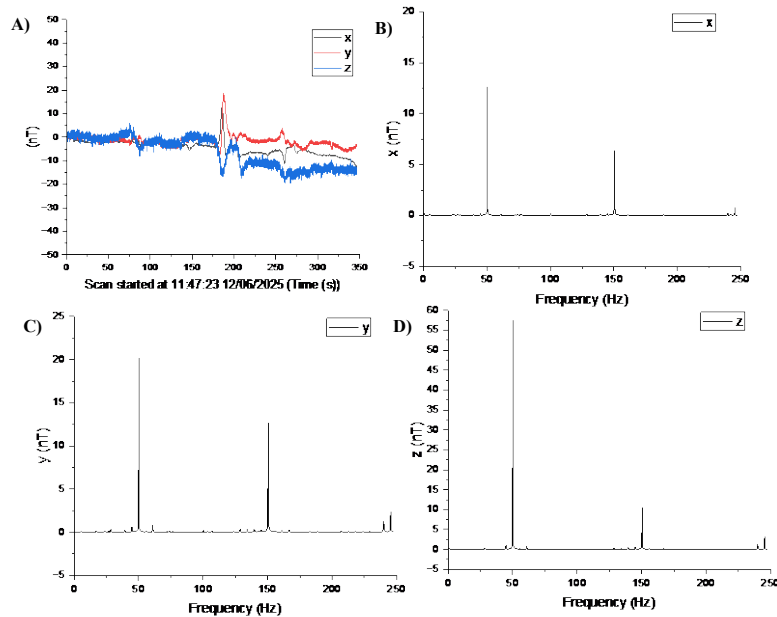 A)
(nT)
50
40
30
20
10
0
-10
-20
-30
-40
-50
0 50 100 150 200 250 300 350
Scan started at 11:47:23 12/06/2025 (Time (s))
x
y
z
B)
x (nT)
20
15
10
5
0
-5
0 50 100 150 200 250
Frequency (Hz)
x
C)
y (nT)
25
20
15
10
5
0
-5
0 50 100 150 200 250
Frequency (Hz)
y
D)
z (nT)
60
55
50
45
40
35
30
25
20
15
10
5
0
-5
0 50 100 150 200 250
Frequency (Hz)
z